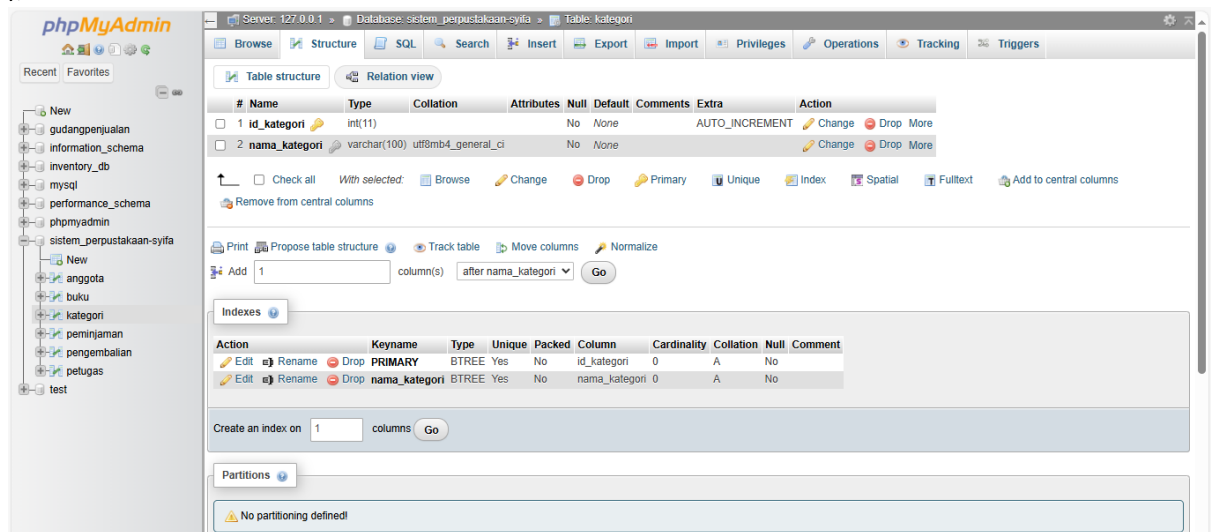 phpMyAdmin
Recent Favorites
New
gudangpenjualan
information_schema
inventory_db
mysql
performance_schema
phpmyadmin
sistem_perpustakaan-syifa
New
anggota
buku
kategori
peminjaman
pengembalian
petugas
test
Server: 127.0.0.1 » Database: sistem_perpustakaan-syifa » Table: kategori
Browse Structure SQL Search Insert Export Import Privileges Operations Tracking Triggers
Table structure Relation view
# Name Type Collation Attributes Null Default Comments Extra Action
1 id_kategori int(11) No None AUTO_INCREMENT Change Drop More
2 nama_kategori varchar(100) utf8mb4_general_ci No None Change Drop More
Check all With selected: Browse Change Drop Primary Unique Index Spatial Fulltext Add to central columns
Remove from central columns
Print Propose table structure Track table Move columns Normalize
Add 1 column(s) after nama_kategori Go
Indexes
Action Keyname Type Unique Packed Column Cardinality Collation Null Comment
Edit Rename Drop PRIMARY BTREE Yes No id_kategori 0 A No
Edit Rename Drop nama_kategori BTREE Yes No nama_kategori 0 A No
Create an index on 1 columns Go
Partitions
No partitioning defined!